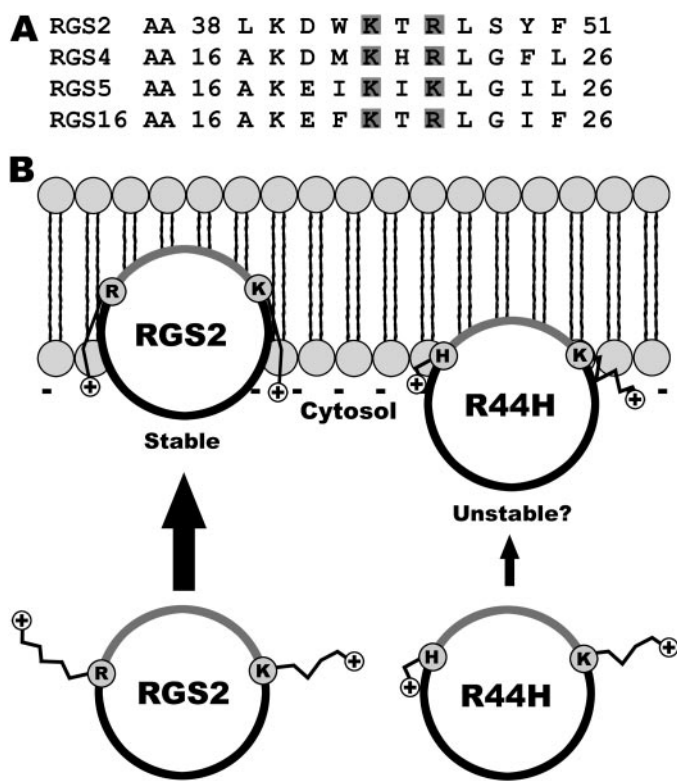 A
RGS2 AA 38 L K D W K T R L S Y F 51
RGS4 AA 16 A K D M K H R L G F L 26
RGS5 AA 16 A K E I K I K L G I L 26
RGS16 AA 16 A K E F K T R L G I F 26
B
R K
RGS2
H K
+ + + +
- - - - - -
Cytosol
R44H
Stable
Unstable?
+ +
R K H K
+ +
RGS2 R44H